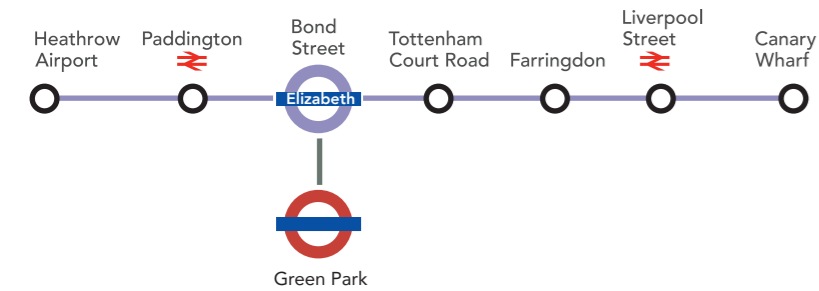 Heathrow
Airport
Paddington
Bond
Street
Tottenham
Court Road
Farringdon
Liverpool
Street
Canary
Wharf
Elizabeth
Green Park